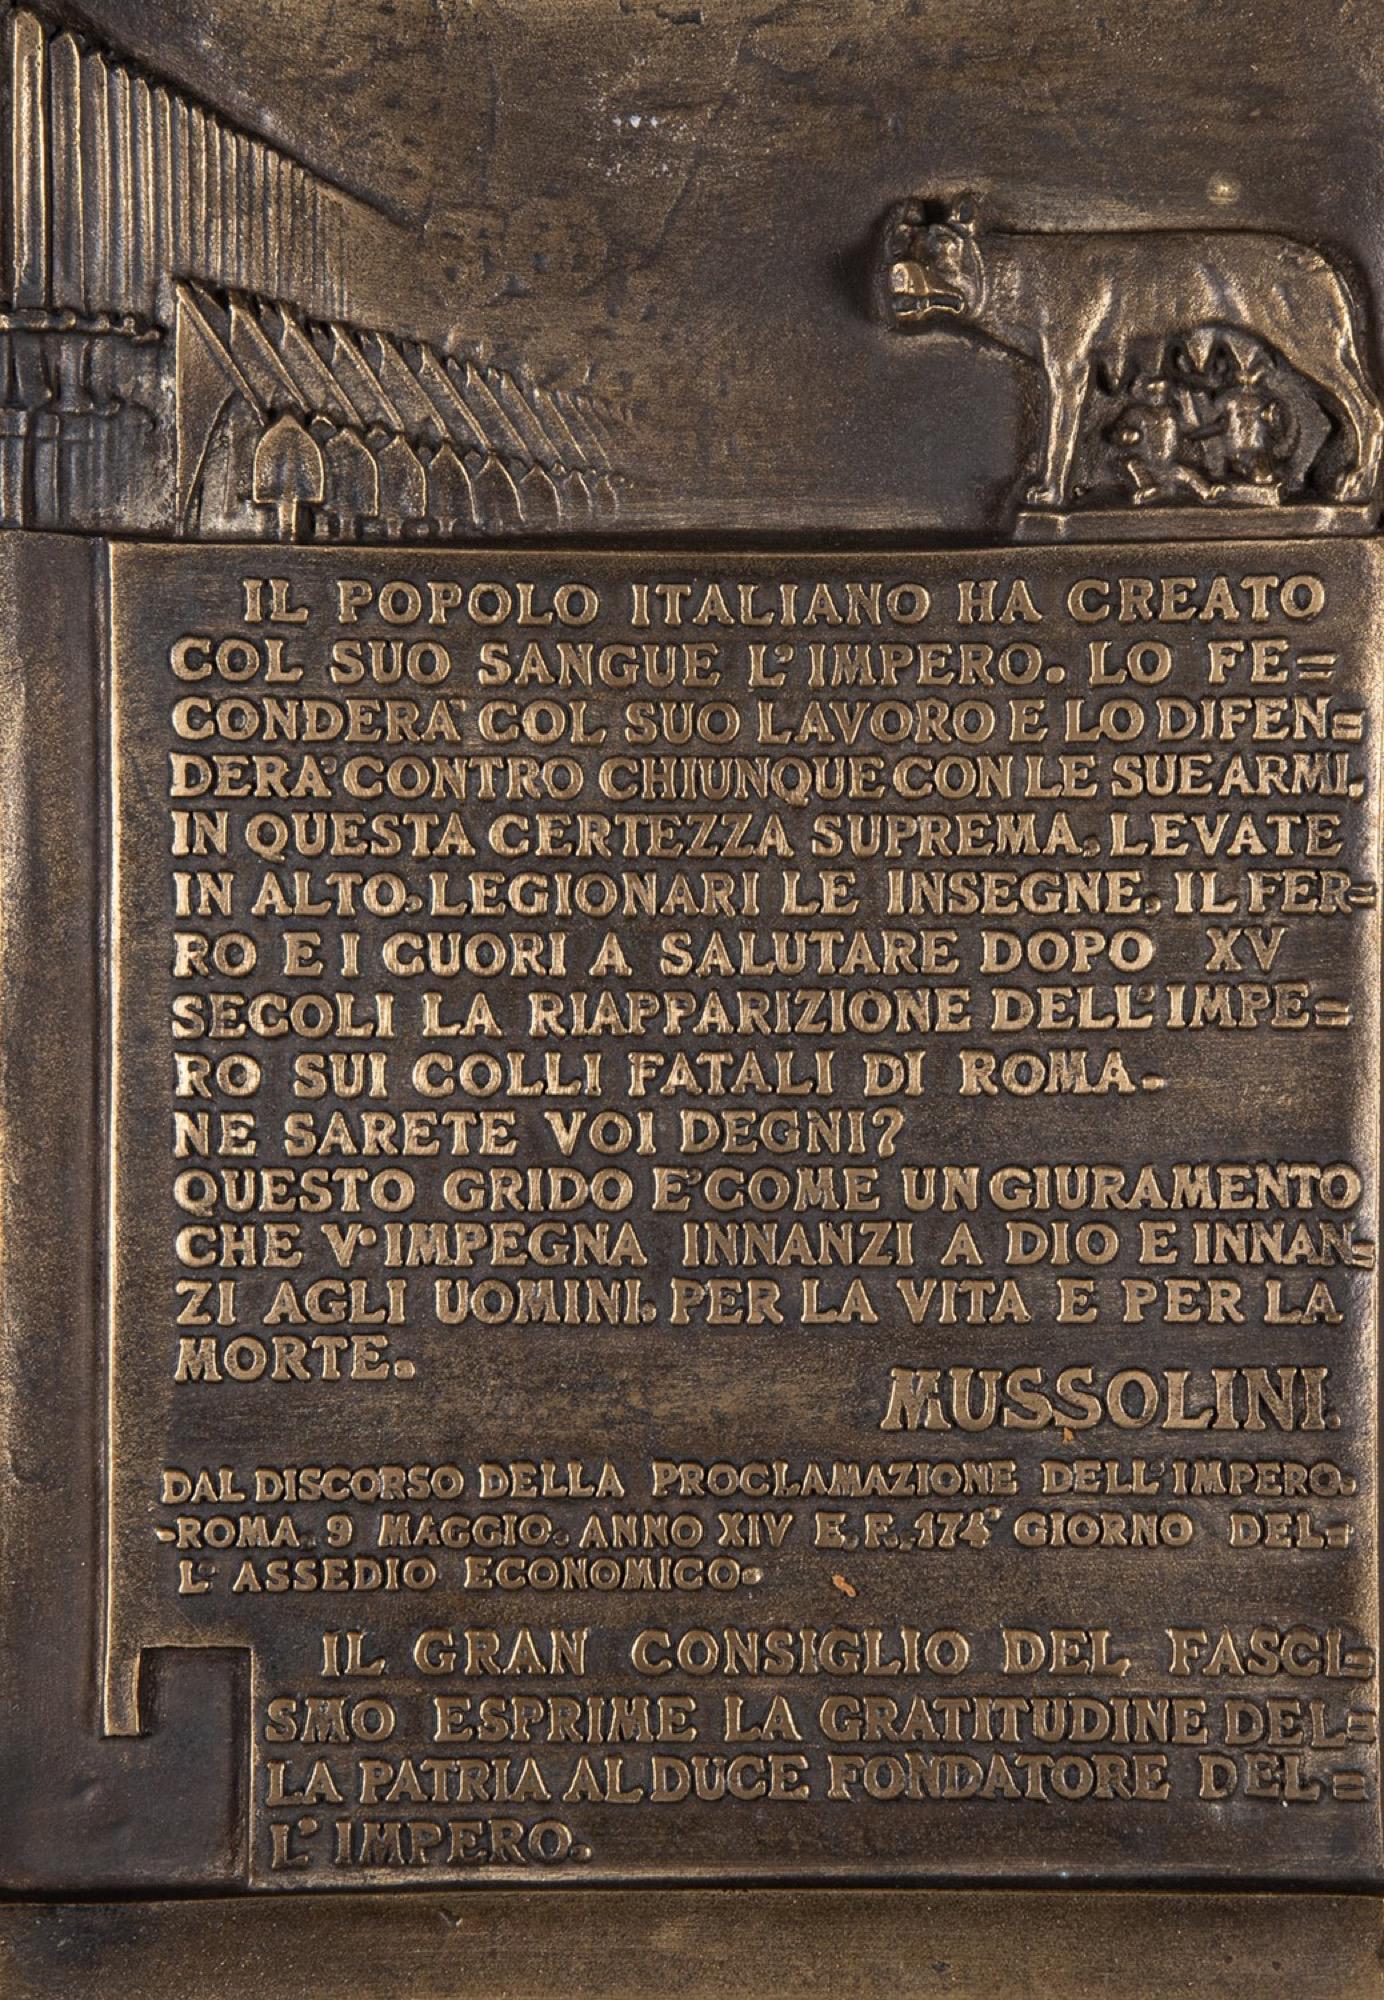 IL POPOLO ITALIANO HA CREATO
COL SUO SANGUE L'IMPERO. LO FE=
CONDERA' COL SUO LAVORO E LO DIFEN=
DERA' CONTRO CHIUNQUE CON LE SUE ARMI.
IN QUESTA CERTEZZA SUPREMA, LEVATE
IN ALTO, LEGIONARI LE INSEGNE, IL FER=
RO E I CUORI A SALUTARE DOPO XV
SECOLI LA RIAPPARIZIONE DELL'IMPE=
RO SUI COLLI FATALI DI ROMA.
NE SARETE VOI DEGNI?
QUESTO GRIDO E' COME UN GIURAMENTO
CHE V'IMPEGNA INNANZI A DIO E INNAN=
ZI AGLI UOMINI, PER LA VITA E PER LA
MORTE.
MUSSOLINI.
DAL DISCORSO DELLA PROCLAMAZIONE DELL'IMPERO.
-ROMA, 9 MAGGIO, ANNO XIV E.F., 174° GIORNO DEL=
L'ASSEDIO ECONOMICO.
IL GRAN CONSIGLIO DEL FASCI=
SMO ESPRIME LA GRATITUDINE DEL=
LA PATRIA AL DUCE FONDATORE DEL=
L'IMPERO.